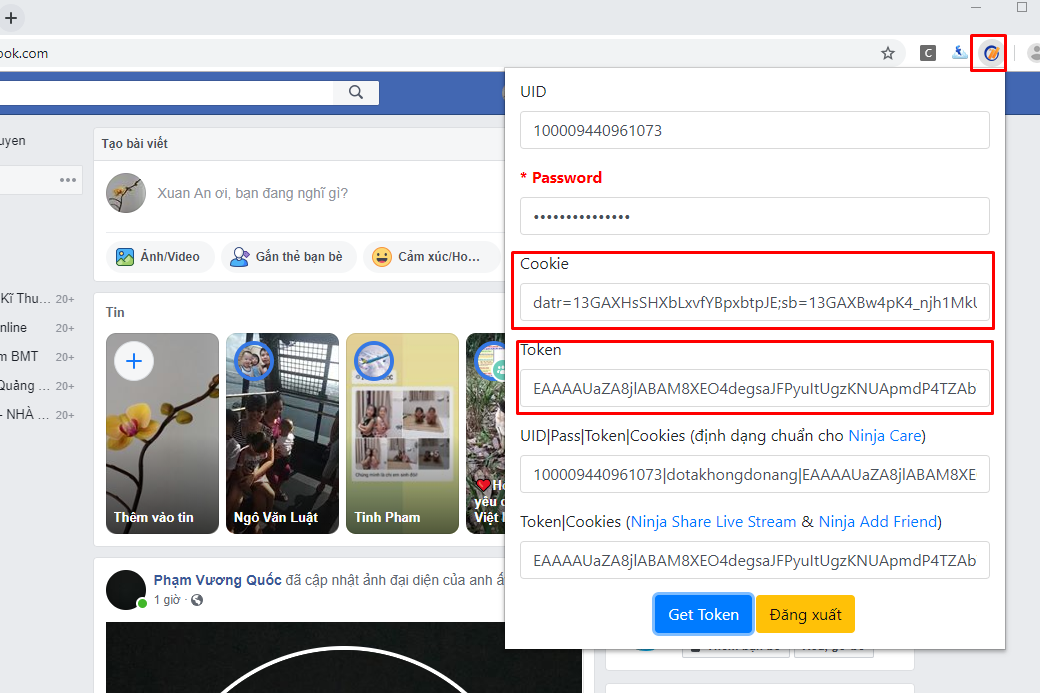 ook.com
C
uyen
Tạo bài viết
Xuan An ơi, bạn đang nghĩ gì?
Ảnh/Video
Gắn thẻ bạn bè
Cảm xúc/Ho...
Kĩ Thu... 20+
nline 20+
m BMT 20+
Quảng ... 20+
- NHÀ ... 20+
Tin
Thêm vào tin
Ngô Văn Luật
Tinh Pham
yêu
Việt
Phạm Vương Quốc đã cập nhật ảnh đại diện của anh ấ
1 giờ ·
UID
100009440961073
* Password
•••••••••••••••
Cookie
datr=13GAXHsSHXbLxvfYBpxbtpJE;sb=13GAXBw4pK4_njh1MkU
Token
EAAAAUaZA8jlABAM8XEO4degsaJFPyuItUgzKNUApmdP4TZAb
UID|Pass|Token|Cookies (định dạng chuẩn cho Ninja Care)
100009440961073|dotakhongdonang|EAAAAUaZA8jlABAM8XE
Token|Cookies (Ninja Share Live Stream & Ninja Add Friend)
EAAAAUaZA8jlABAM8XEO4degsaJFPyuItUgzKNUApmdP4TZAb
Get Token
Đăng xuất